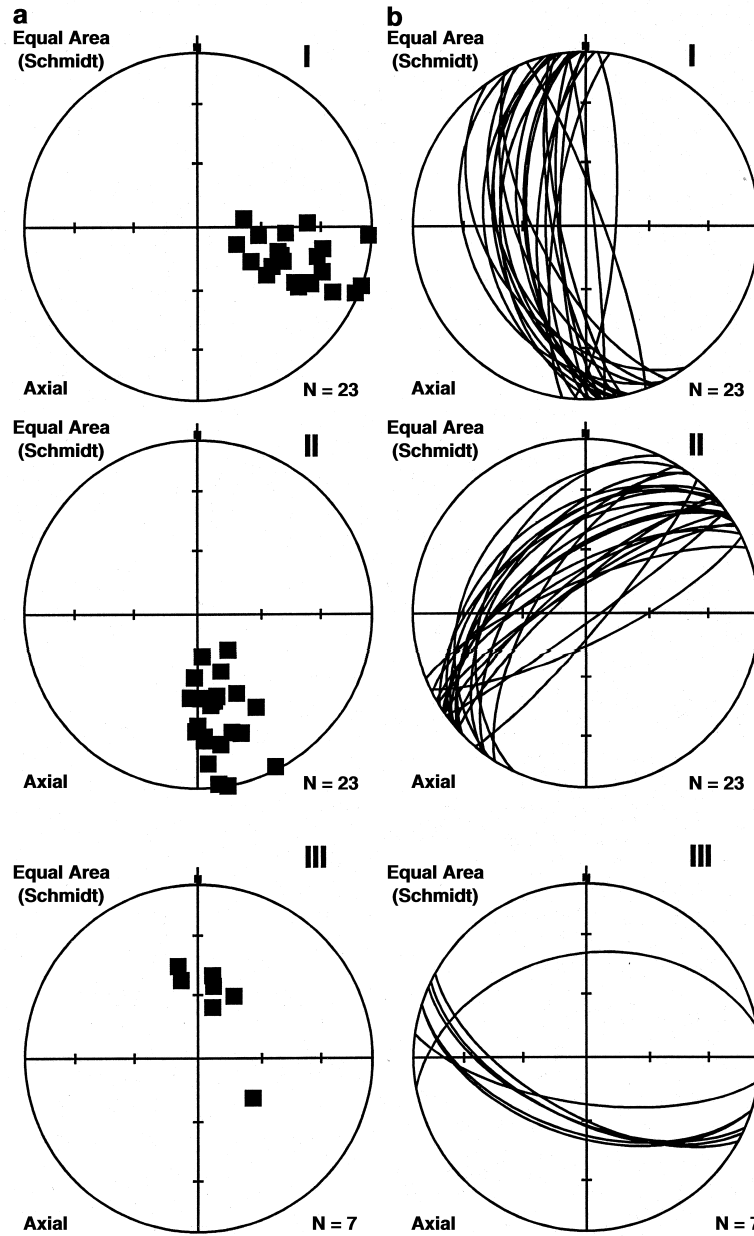 a
Equal Area
(Schmidt)
I
Axial
N = 23
b
Equal Area
(Schmidt)
I
Axial
N = 23
Equal Area
(Schmidt)
II
Axial
N = 23
Equal Area
(Schmidt)
II
Axial
N = 23
Equal Area
(Schmidt)
III
Axial
N = 7
Equal Area
(Schmidt)
III
Axial
N = 7